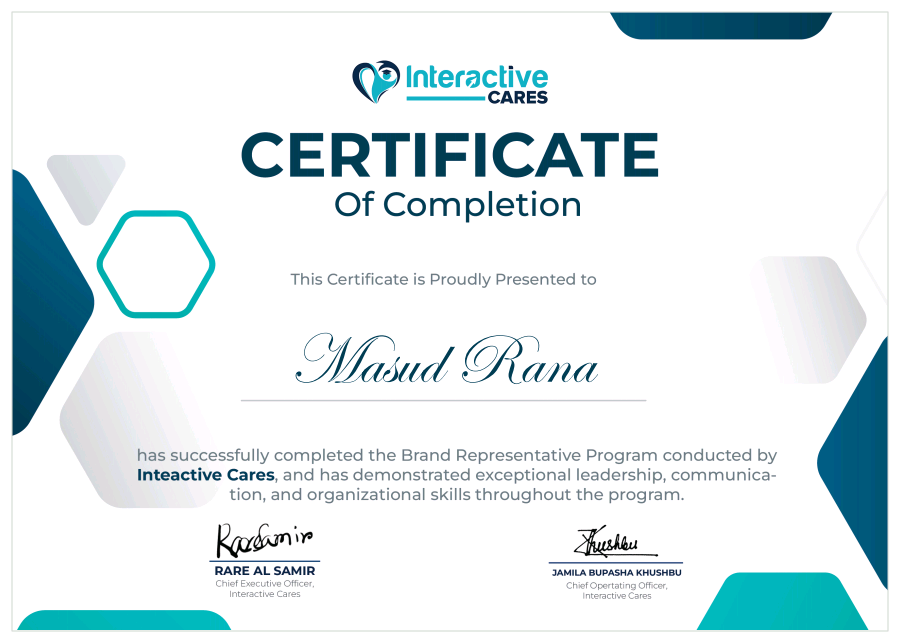 Interactive
CARES
CERTIFICATE
Of Completion
This Certificate is Proudly Presented to
Masud Rana
has successfully completed the Brand Representative Program conducted by
Inteactive Cares, and has demonstrated exceptional leadership, communica-
tion, and organizational skills throughout the program.
RareSamir
Khushbu
RARE AL SAMIR
JAMILA BUPASHA KHUSHBU
Chief Executive Officer,
Chief Opertating Officer,
Interactive Cares
Interactive Cares